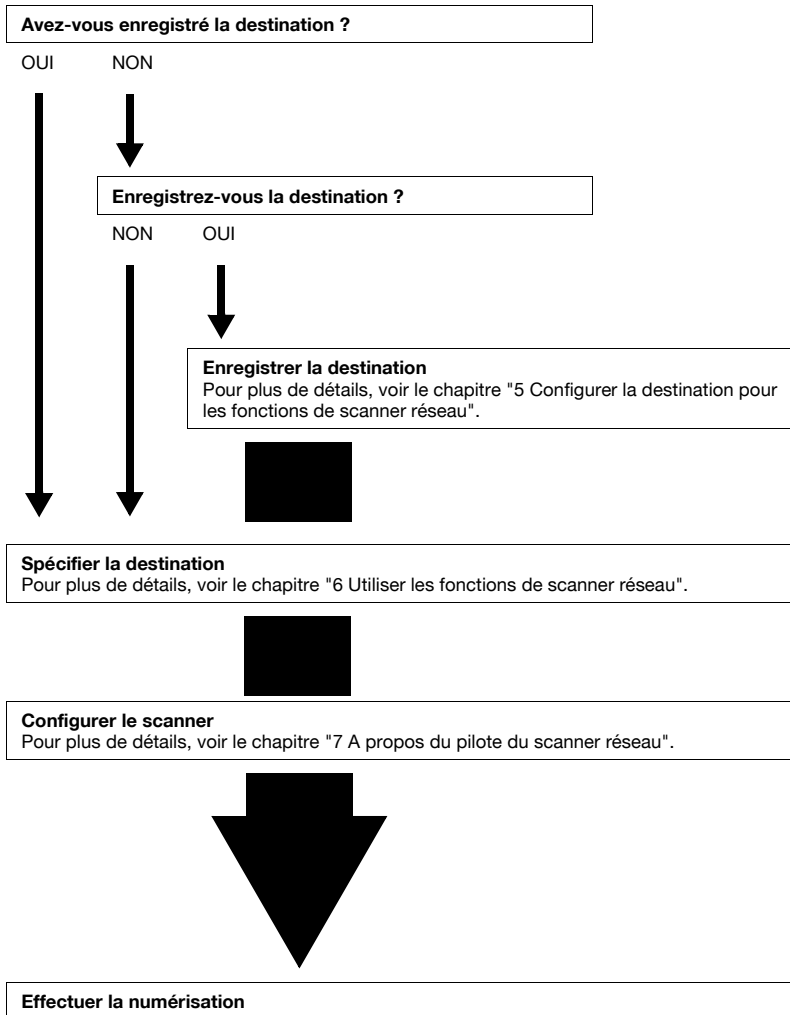 Avez-vous enregistré la destination ?
OUI NON
Enregistrez-vous la destination ?
NON OUI
Enregistrer la destination
Pour plus de détails, voir le chapitre "5 Configurer la destination pour
les fonctions de scanner réseau".
Spécifier la destination
Pour plus de détails, voir le chapitre "6 Utiliser les fonctions de scanner réseau".
Configurer le scanner
Pour plus de détails, voir le chapitre "7 A propos du pilote du scanner réseau".
Effectuer la numérisation